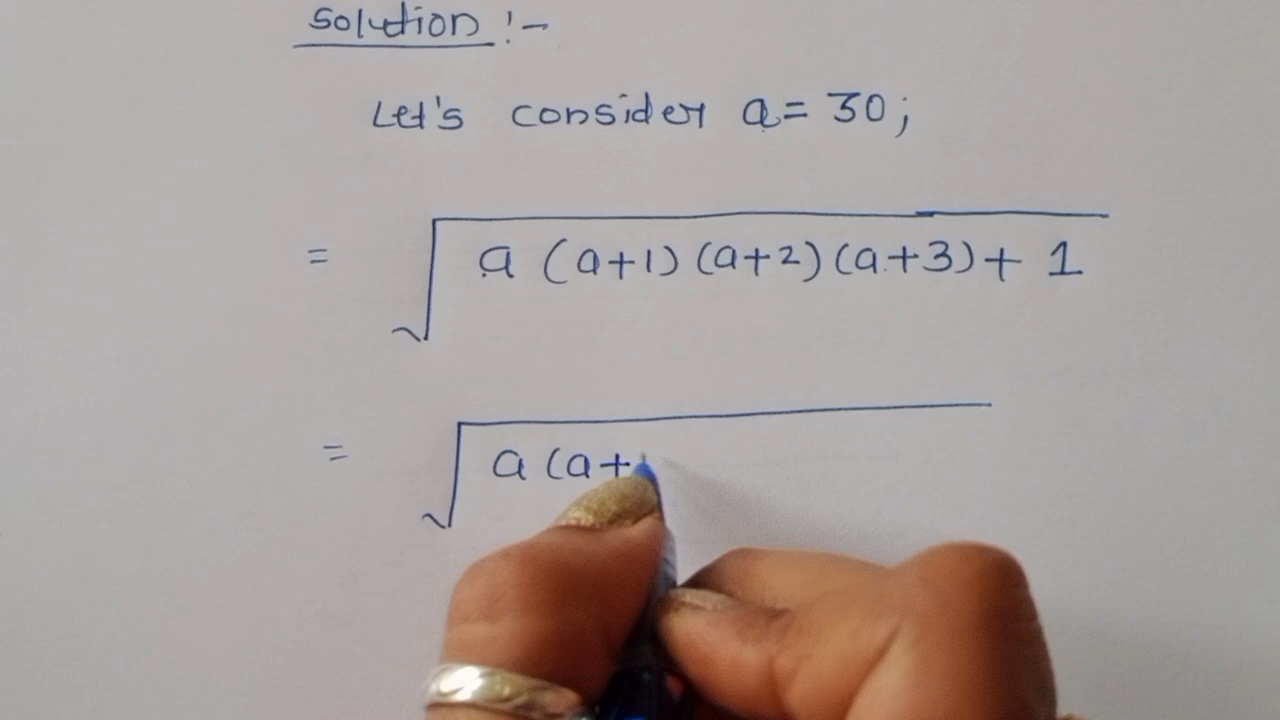 Solution :-
Let's consider a = 30;
= √a (a+1) (a+2) (a+3) + 1
= √a (a+